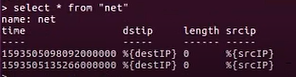 > select * from "net"
name: net
time dstip length srcip
---- ----- ------ -----
1593505098092000000 %{destIP} 0 %{srcIP}
1593505135266000000 %{destIP} 0 %{srcIP}
>